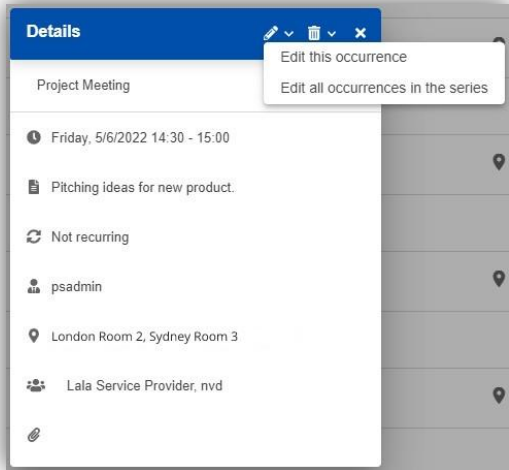 Details
Edit this occurrence
Edit all occurrences in the series
Project Meeting
Friday, 5/6/2022 14:30 - 15:00
Pitching ideas for new product.
Not recurring
psadmin
London Room 2, Sydney Room 3
Lala Service Provider, nvd